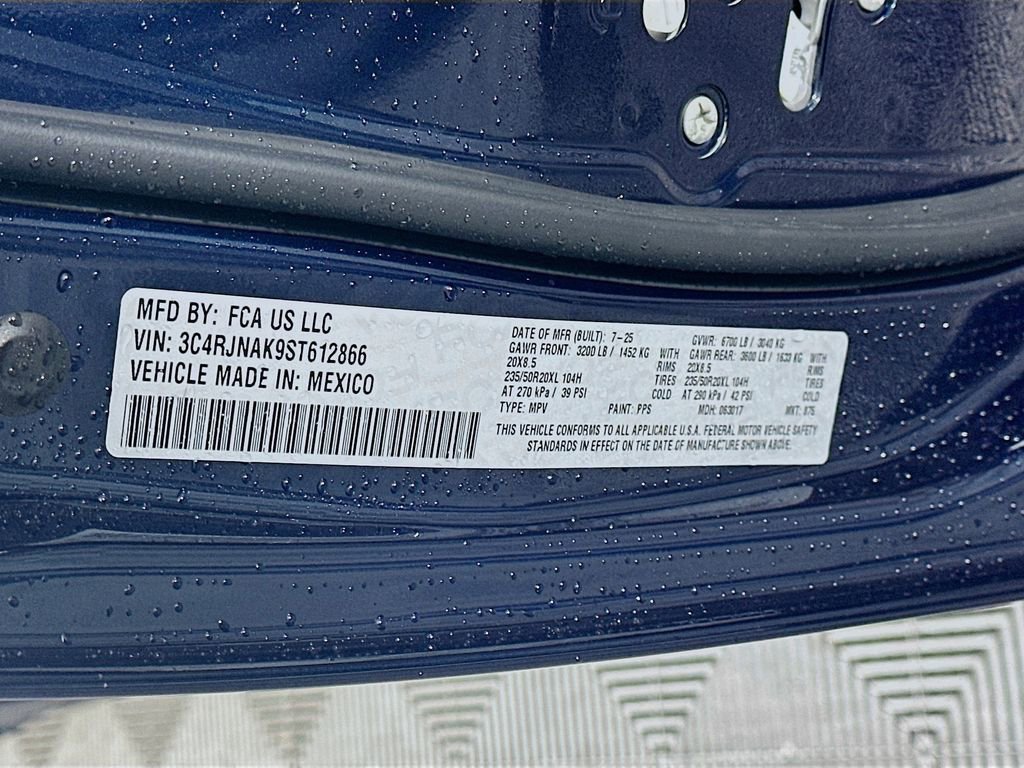 MFD BY: FCA US LLC
VIN: 3C4RJNAK9ST612866
VEHICLE MADE IN: MEXICO
DATE OF MFR (BUILT): 7-25 GVWR: 6700 LB / 3040 KG
GAWR FRONT: 3200 LB / 1452 KG WITH GAWR REAR: 3600 LB / 1633 KG WITH
20X8.5 RIMS 20X8.5 RIMS
235/50R20XL 104H TIRES 235/50R20XL 104H TIRES
AT 270 kPa / 39 PSI COLD AT 290 kPa / 42 PSI COLD
TYPE: MPV PAINT: PPS MDH: 063017 MKT: 875
THIS VEHICLE CONFORMS TO ALL APPLICABLE U.S.A. FEDERAL MOTOR VEHICLE SAFETY
STANDARDS IN EFFECT ON THE DATE OF MANUFACTURE SHOWN ABOVE.